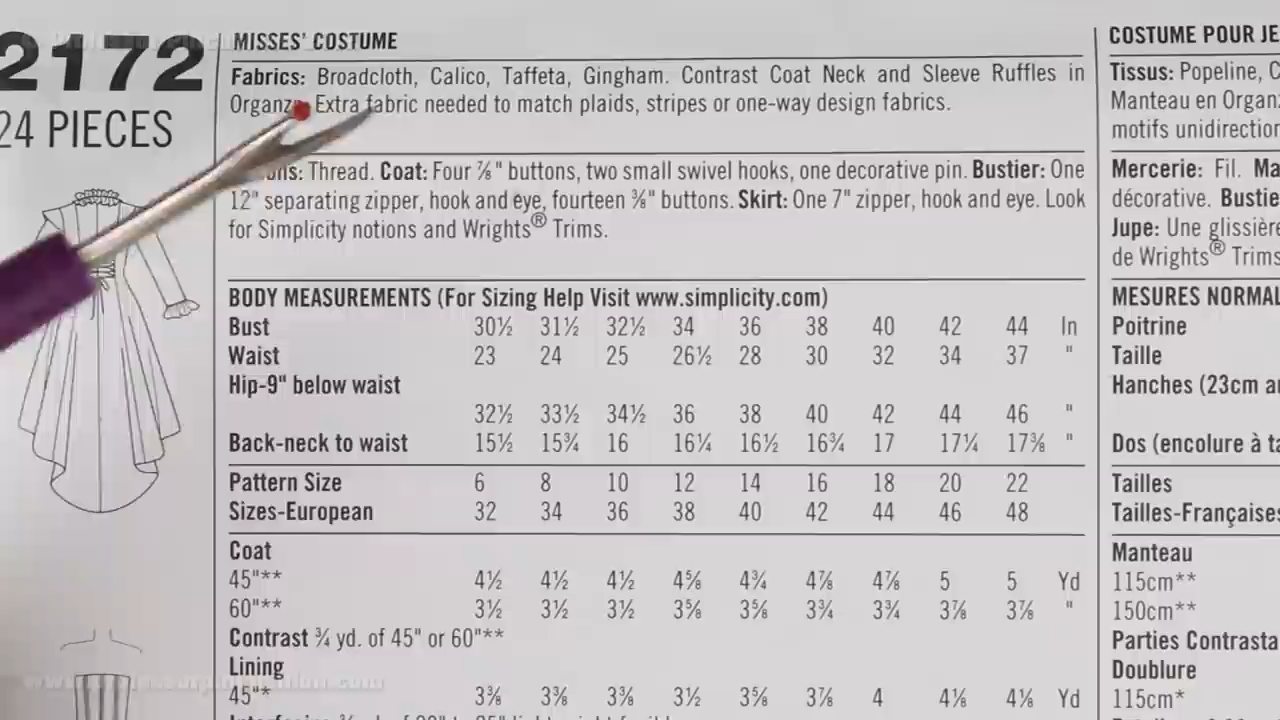 2172
24 PIECES
MISSES' COSTUME
Fabrics: Broadcloth, Calico, Taffeta, Gingham. Contrast Coat Neck and Sleeve Ruffles in
Extra fabric needed to match plaids, stripes or one-way design fabrics.
Thread. Coat: Four ⅞" buttons, two small swivel hooks, one decorative pin. Bustier: One
12" separating zipper, hook and eye, fourteen ⅜" buttons. Skirt: One 7" zipper, hook and eye. Look
for Simplicity notions and Wrights® Trims.
BODY MEASUREMENTS (For Sizing Help Visit www.simplicity.com)
Bust 30½ 31½ 32½ 34 36 38 40 42 44 In
Waist 23 24 25 26½ 28 30 32 34 37 "
Hip-9" below waist
32½ 33½ 34½ 36 38 40 42 44 46 "
Back-neck to waist 15½ 15¾ 16 16¼ 16½ 16¾ 17 17¼ 17⅜ "
Pattern Size 6 8 10 12 14 16 18 20 22
Sizes-European 32 34 36 38 40 42 44 46 48
Coat
45"** 4½ 4½ 4½ 4⅝ 4¾ 4⅞ 4⅞ 5 5 Yd
60"** 3½ 3½ 3½ 3⅝ 3⅝ 3¾ 3¾ 3⅞ 3⅞ "
Contrast ¾ yd. of 45" or 60"**
Lining
45"* 3⅜ 3⅜ 3⅜ 3½ 3⅝ 3⅞ 4 4⅛ 4⅛ Yd
COSTUME POUR JE
Tissus: Popeline, C
Manteau en Organ
motifs unidirection
Mercerie: Fil. Ma
décorative. Bustie
Jupe: Une glissière
de Wrights® Trims
MESURES NORMAL
Poitrine
Taille
Hanches (23cm a
Dos (encolure à ta
Tailles
Tailles-Françaises
Manteau
115cm**
150cm**
Parties Contrasta
Doublure
115cm*